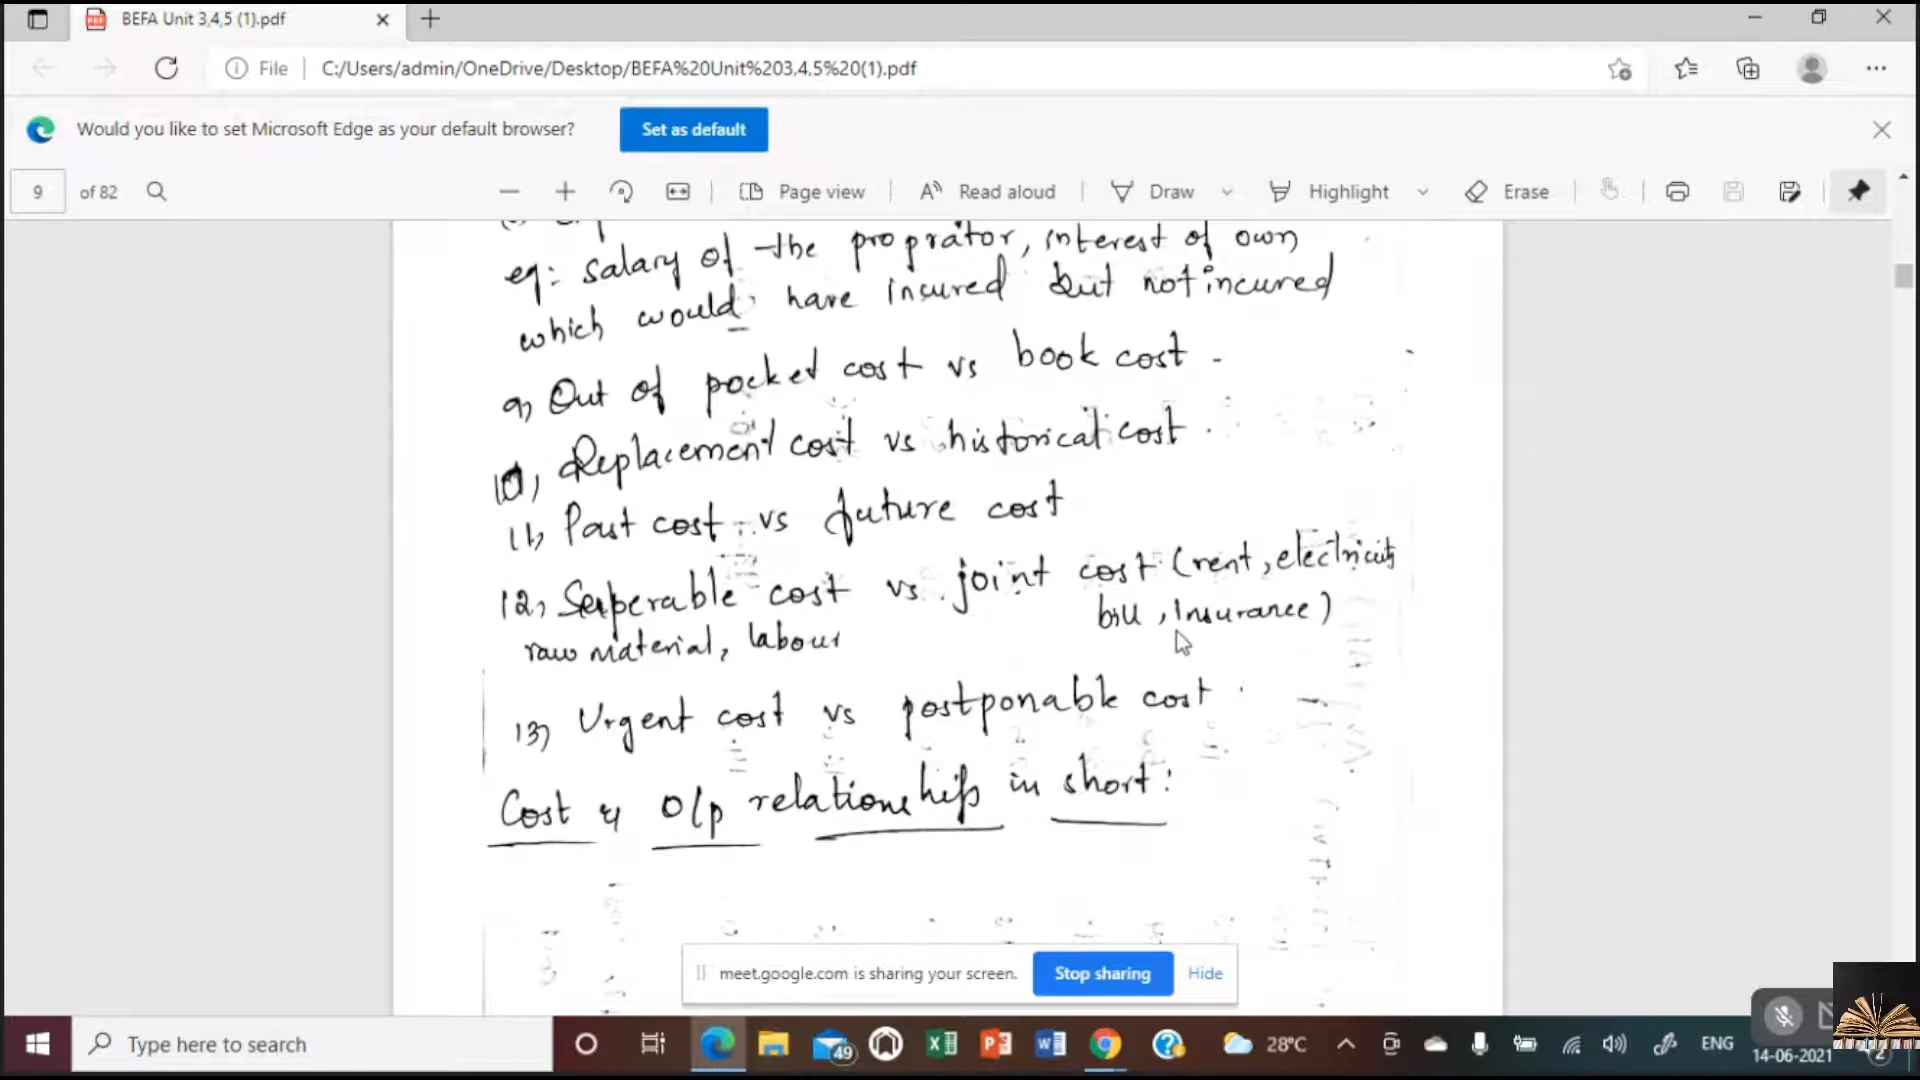 BEFA Unit 3,4,5 (1).pdf
File C:/Users/admin/OneDrive/Desktop/BEFA%20Unit%203,4,5%20(1).pdf
Would you like to set Microsoft Edge as your default browser? Set as default
9 of 82 Page view Read aloud Draw Highlight Erase
eg:- salary of the propriator, interest of own
which would have insured but not incured
9, Out of pocket cost vs book cost -
10, Replacement cost vs historical cost
11, Past cost vs future cost
12, Seperable cost vs joint cost (rent, electricity
bill, insurance)
raw material, labour
13) Urgent cost vs postponable cost
Cost & O/p relationship in short:
meet.google.com is sharing your screen. Stop sharing Hide
Type here to search 49 28°C ENG 14-06-2021 2